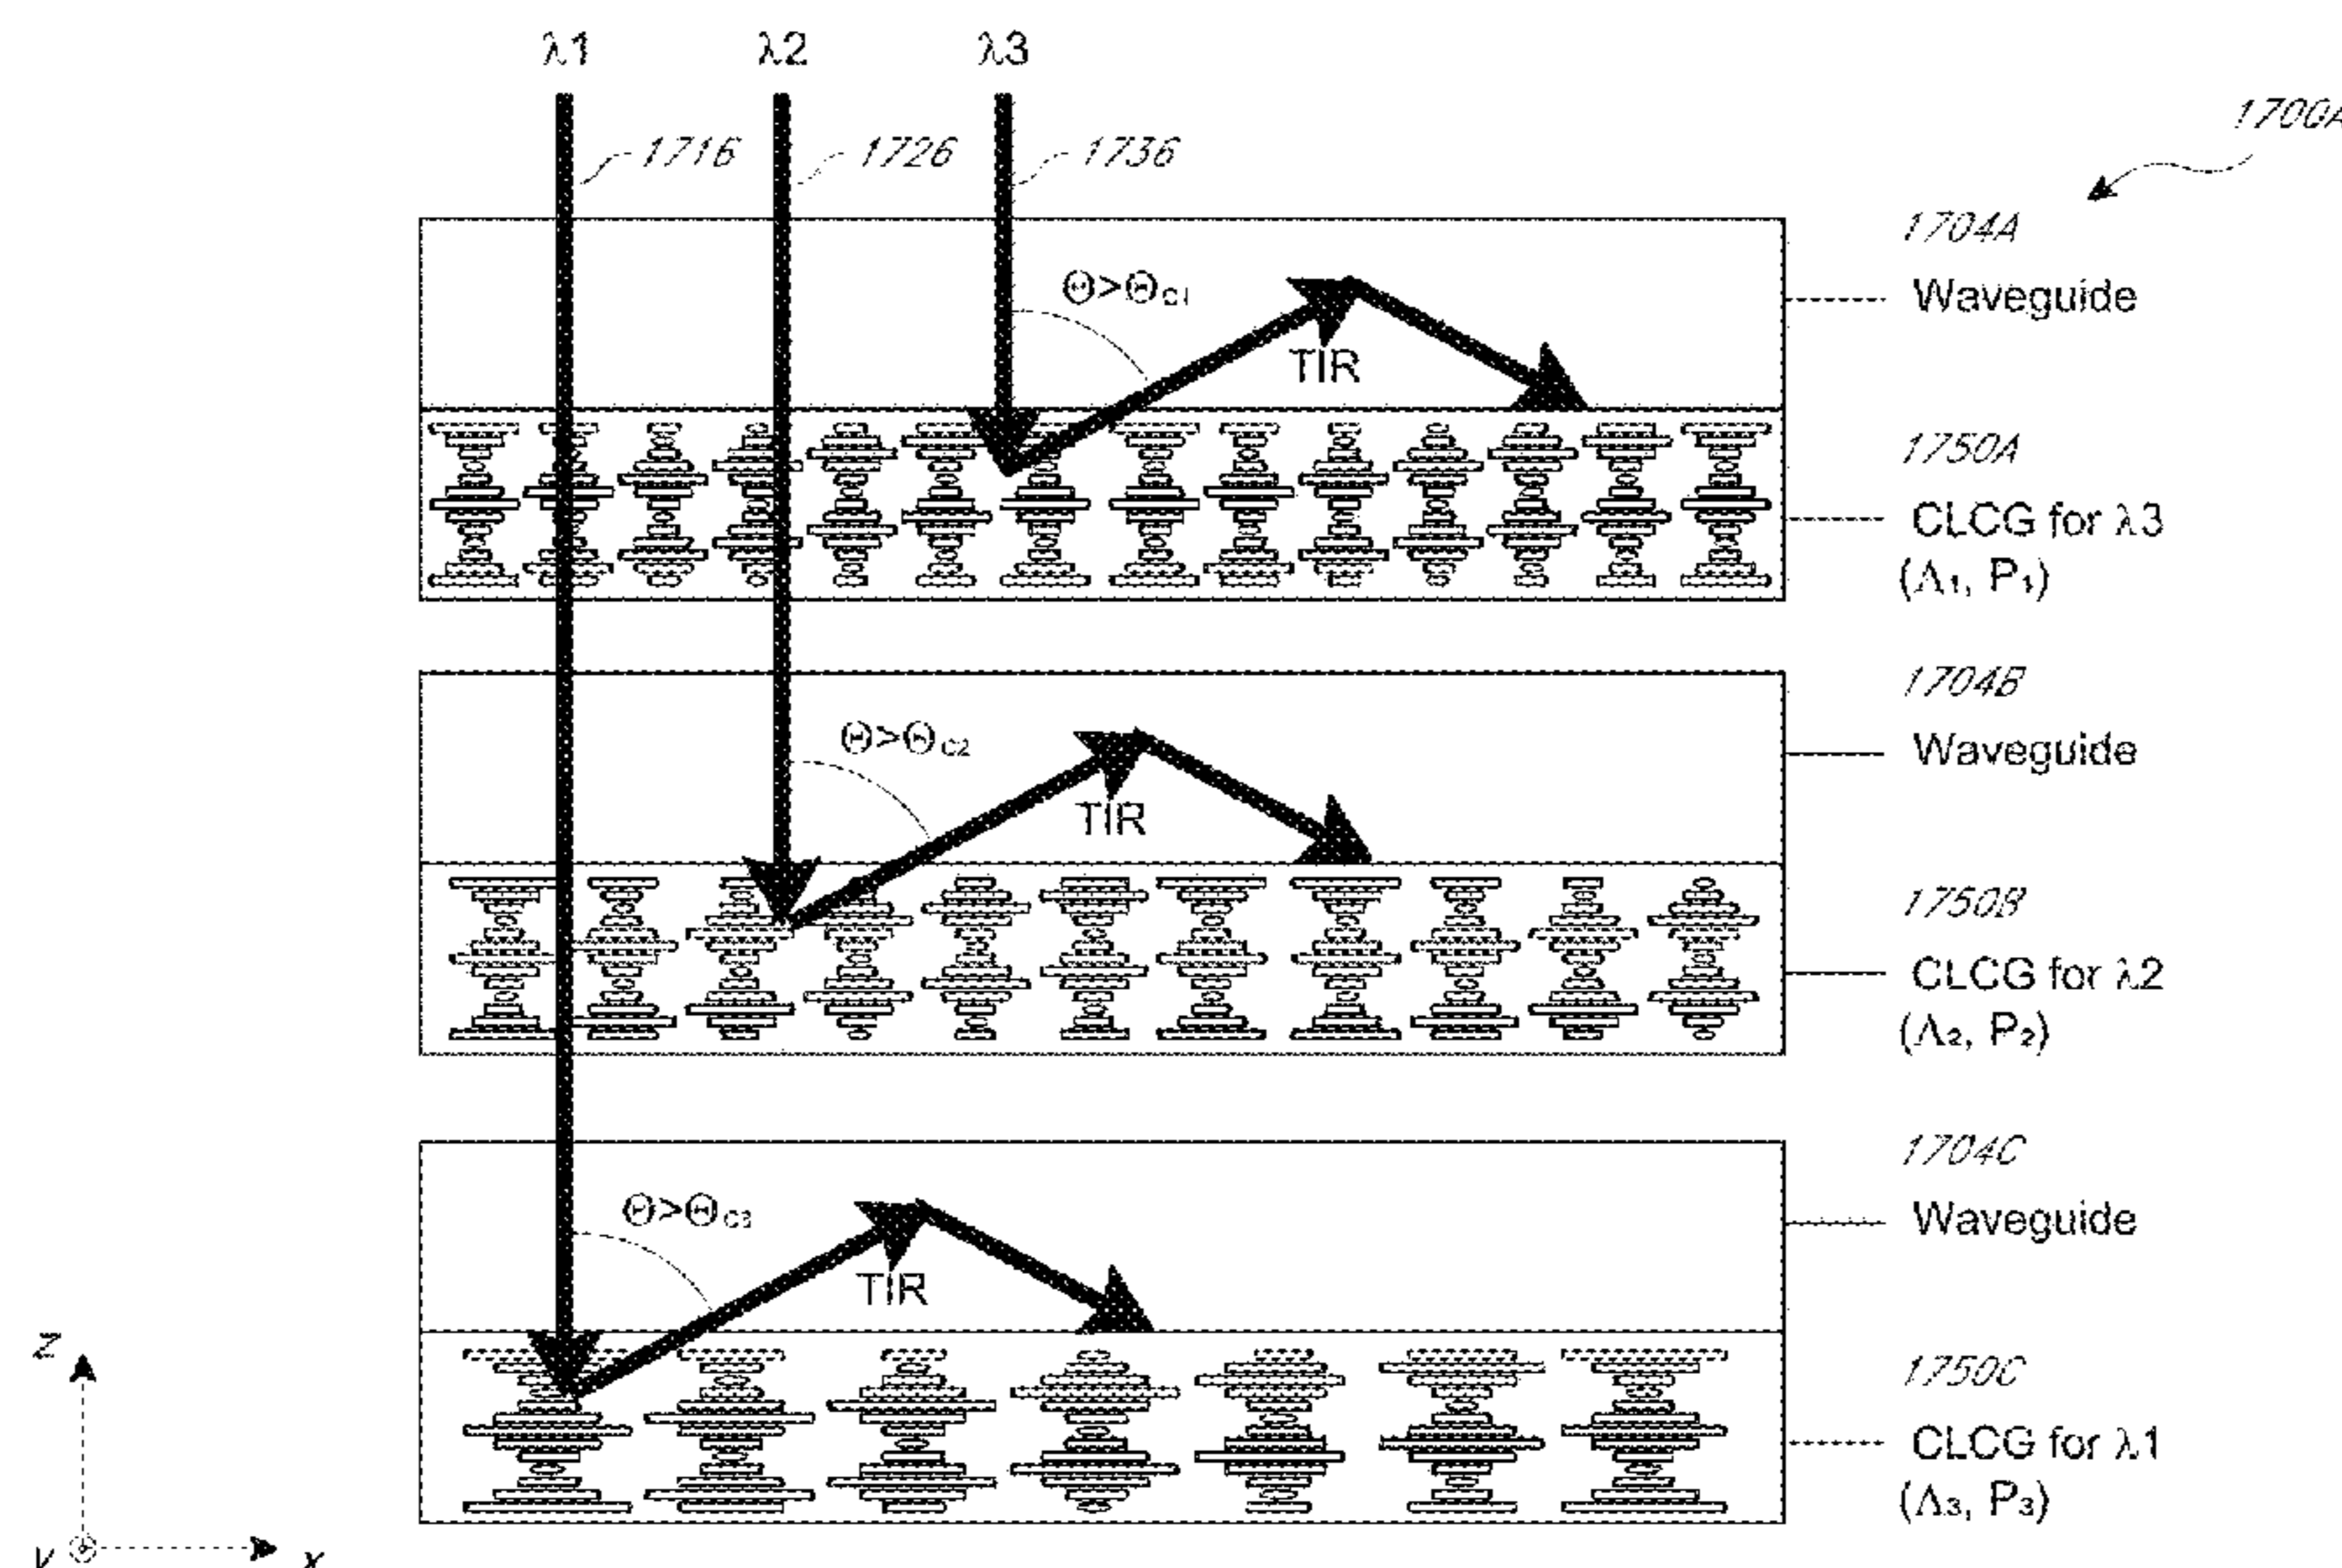 λ1 λ2 λ3
1716 1726 1736
1700A
1704A
Waveguide
Θ>Θc1
TIR
1750A
CLCG for λ3
(Λ1, P1)
1704B
Waveguide
Θ>Θc2
TIR
1750B
CLCG for λ2
(Λ2, P2)
1704C
Waveguide
Θ>Θc3
TIR
1750C
CLCG for λ1
(Λ3, P3)
z
y
x